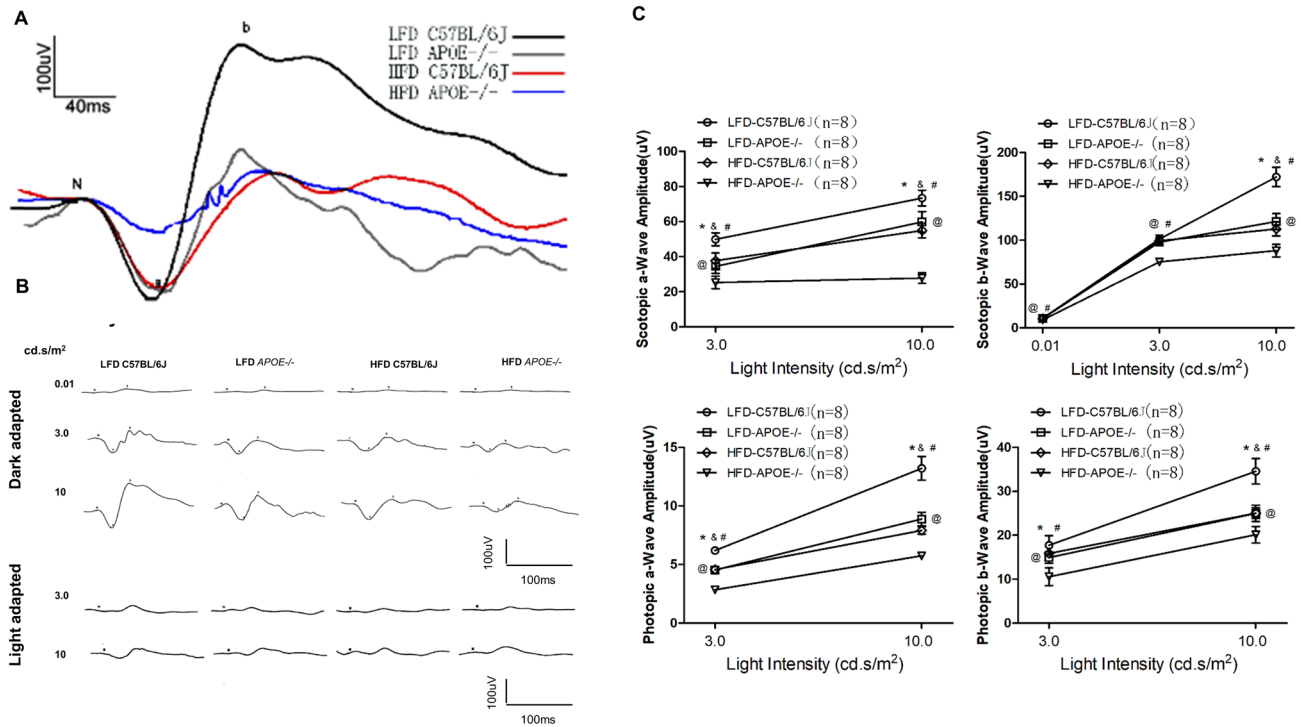 A
b
LFD C57BL/6J
LFD APOE-/-
HFD C57BL/6J
HFD APOE-/-
100uV
40ms
N
B
cd.s/m²
LFD C57BL/6J
LFD APOE-/-
HFD C57BL/6J
HFD APOE-/-
Dark adapted
0.01
3.0
10
100uV
100ms
Light adapted
3.0
10
100uV
100ms
C
LFD-C57BL/6J(n=8)
LFD-APOE-/- (n=8)
HFD-C57BL/6J(n=8)
HFD-APOE-/- (n=8)
Scotopic a-Wave Amplitude(uV)
100
80
60
40
20
0
* & #
@
* & #
@
3.0
10.0
Light Intensity (cd.s/m²)
LFD-C57BL/6J(n=8)
LFD-APOE-/- (n=8)
HFD-C57BL/6J(n=8)
HFD-APOE-/- (n=8)
Scotopic b-Wave Amplitude(uV)
200
150
100
50
0
@ #
@ #
* & #
@
0.01
3.0
10.0
Light Intensity (cd.s/m²)
LFD-C57BL/6J(n=8)
LFD-APOE-/- (n=8)
HFD-C57BL/6J(n=8)
HFD-APOE-/- (n=8)
Photopic a-Wave Amplitude(uV)
15
10
5
0
* & #
@
* & #
@
3.0
10.0
Light Intensity (cd.s/m²)
LFD-C57BL/6J(n=8)
LFD-APOE-/- (n=8)
HFD-C57BL/6J(n=8)
HFD-APOE-/- (n=8)
Photopic b-Wave Amplitude(uV)
40
30
20
10
0
* #
@
* & #
@
3.0
10.0
Light Intensity (cd.s/m²)